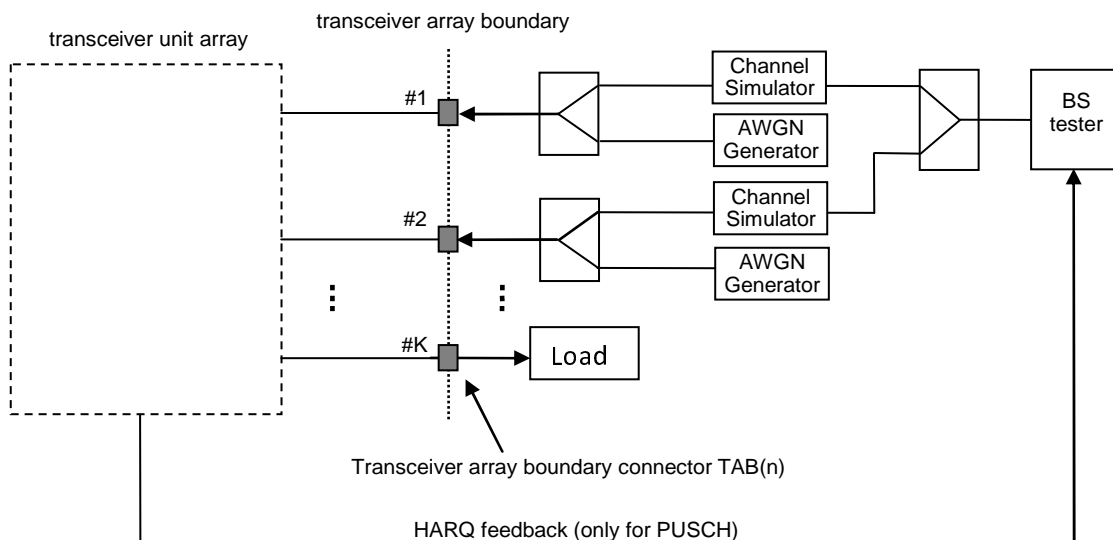 transceiver array boundary
transceiver unit array
#1
Channel
Simulator
BS
tester
AWGN
Generator
#2
Channel
Simulator
AWGN
Generator
#K
Load
Transceiver array boundary connector TAB(n)
HARQ feedback (only for PUSCH)